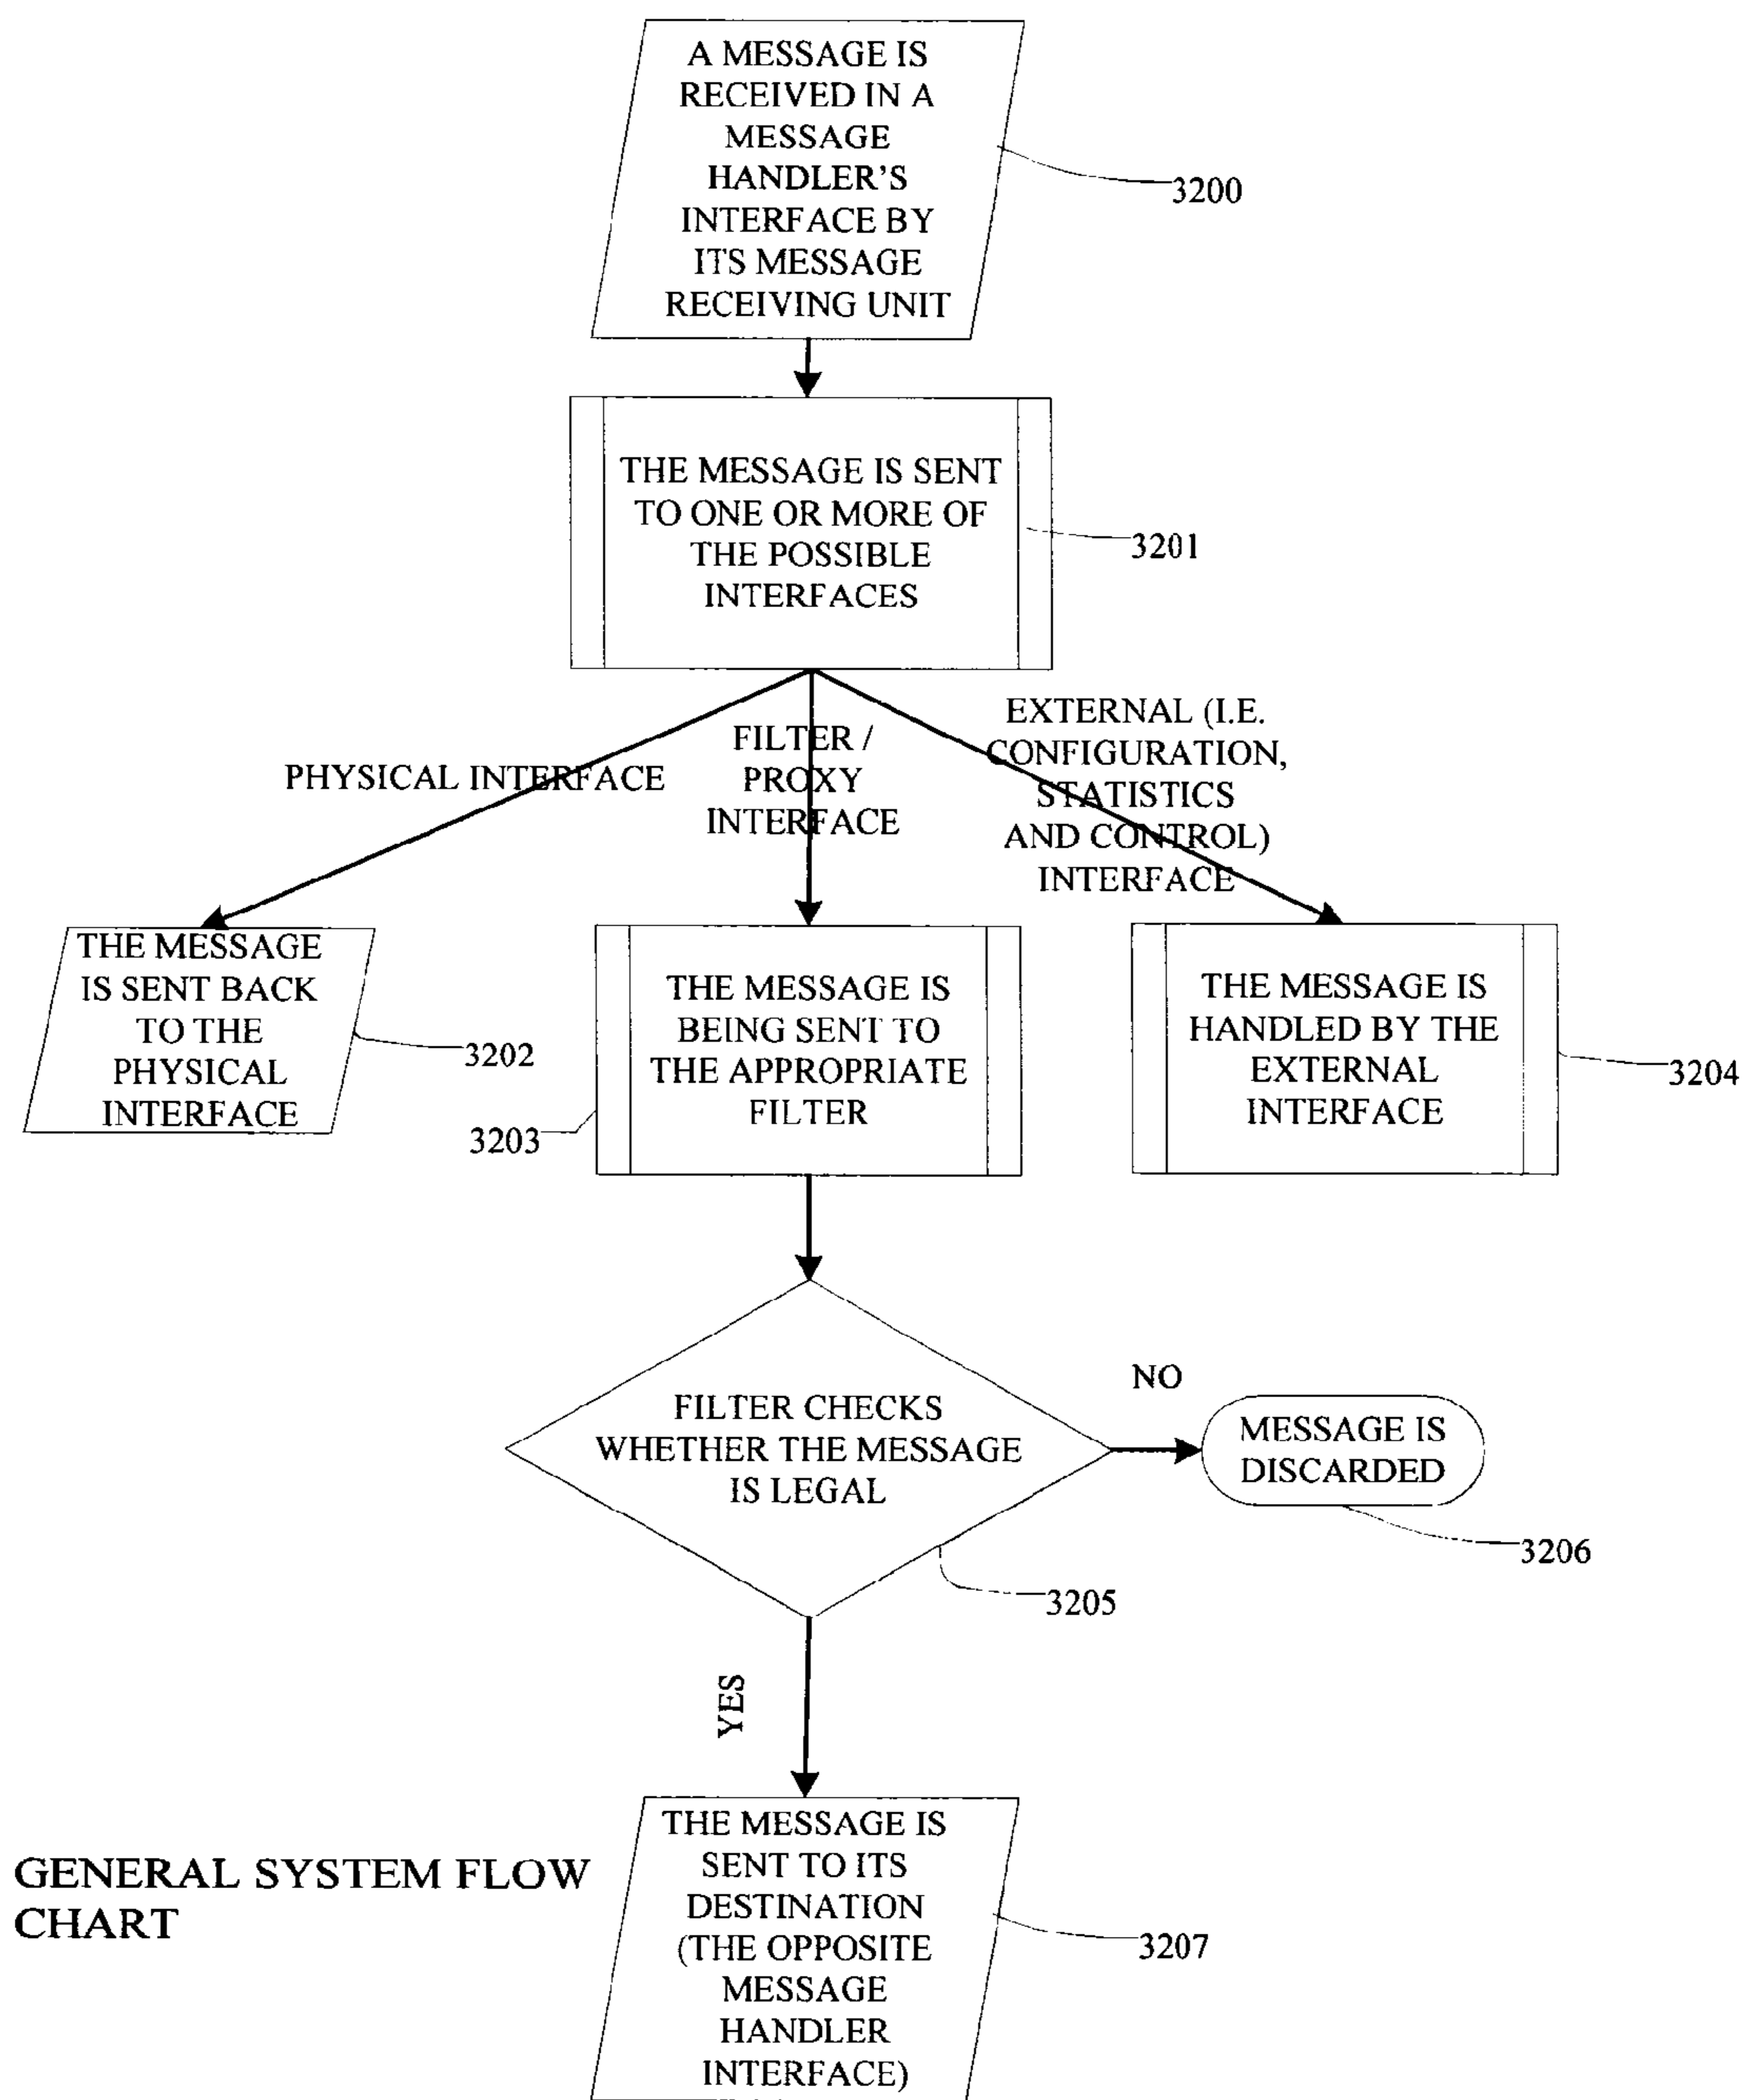 A MESSAGE IS
RECEIVED IN A
MESSAGE
HANDLER'S
INTERFACE BY
ITS MESSAGE
RECEIVING UNIT
3200
THE MESSAGE IS SENT
TO ONE OR MORE OF
THE POSSIBLE
INTERFACES
3201
PHYSICAL INTERFACE
FILTER /
PROXY
INTERFACE
EXTERNAL (I.E.
CONFIGURATION,
STATISTICS
AND CONTROL)
INTERFACE
THE MESSAGE
IS SENT BACK
TO THE
PHYSICAL
INTERFACE
3202
THE MESSAGE IS
BEING SENT TO
THE APPROPRIATE
FILTER
3203
THE MESSAGE IS
HANDLED BY THE
EXTERNAL
INTERFACE
3204
FILTER CHECKS
WHETHER THE MESSAGE
IS LEGAL
3205
NO
MESSAGE IS
DISCARDED
3206
YES
THE MESSAGE IS
SENT TO ITS
DESTINATION
(THE OPPOSITE
MESSAGE
HANDLER
INTERFACE)
3207
GENERAL SYSTEM FLOW
CHART